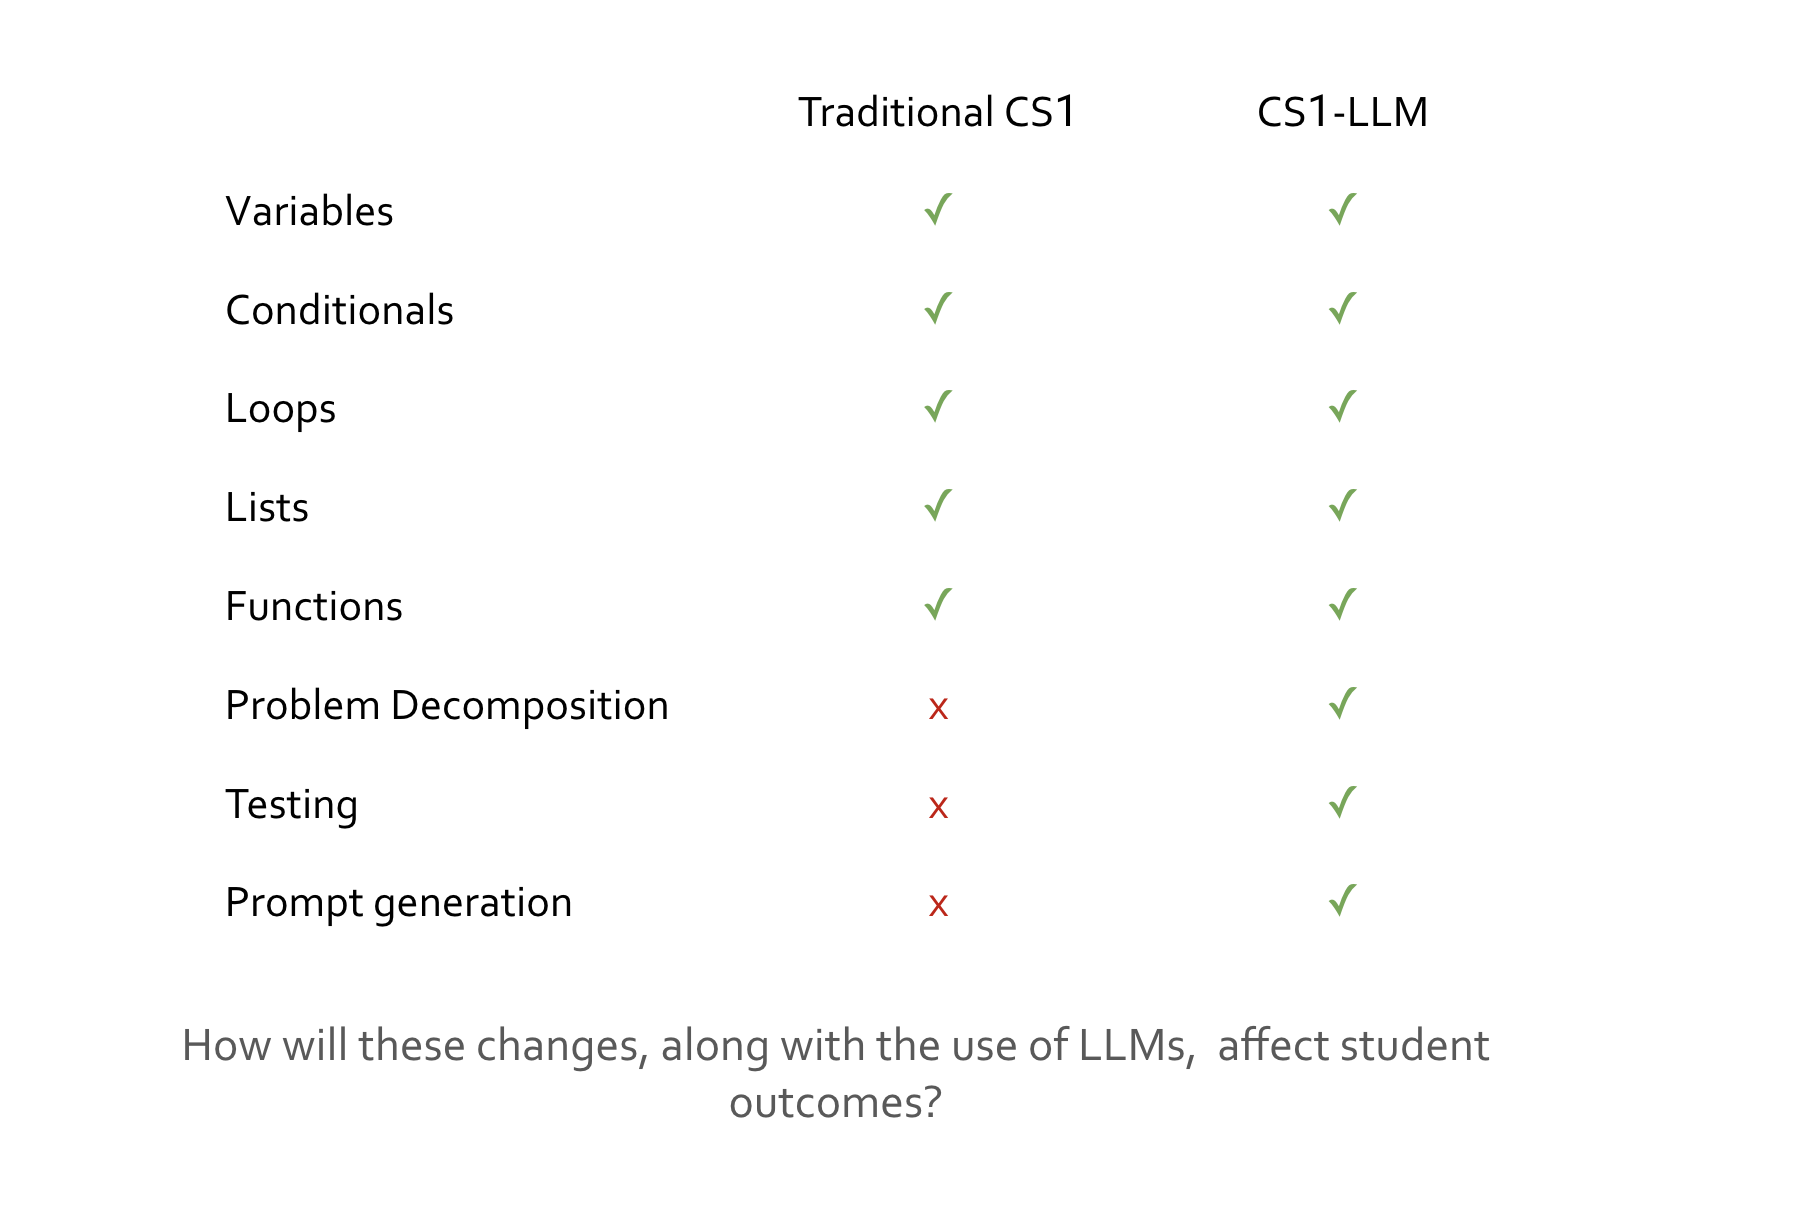 Traditional CS1 CS1-LLM
Variables ✓ ✓
Conditionals ✓ ✓
Loops ✓ ✓
Lists ✓ ✓
Functions ✓ ✓
Problem Decomposition x ✓
Testing x ✓
Prompt generation x ✓
How will these changes, along with the use of LLMs,  affect student
outcomes?